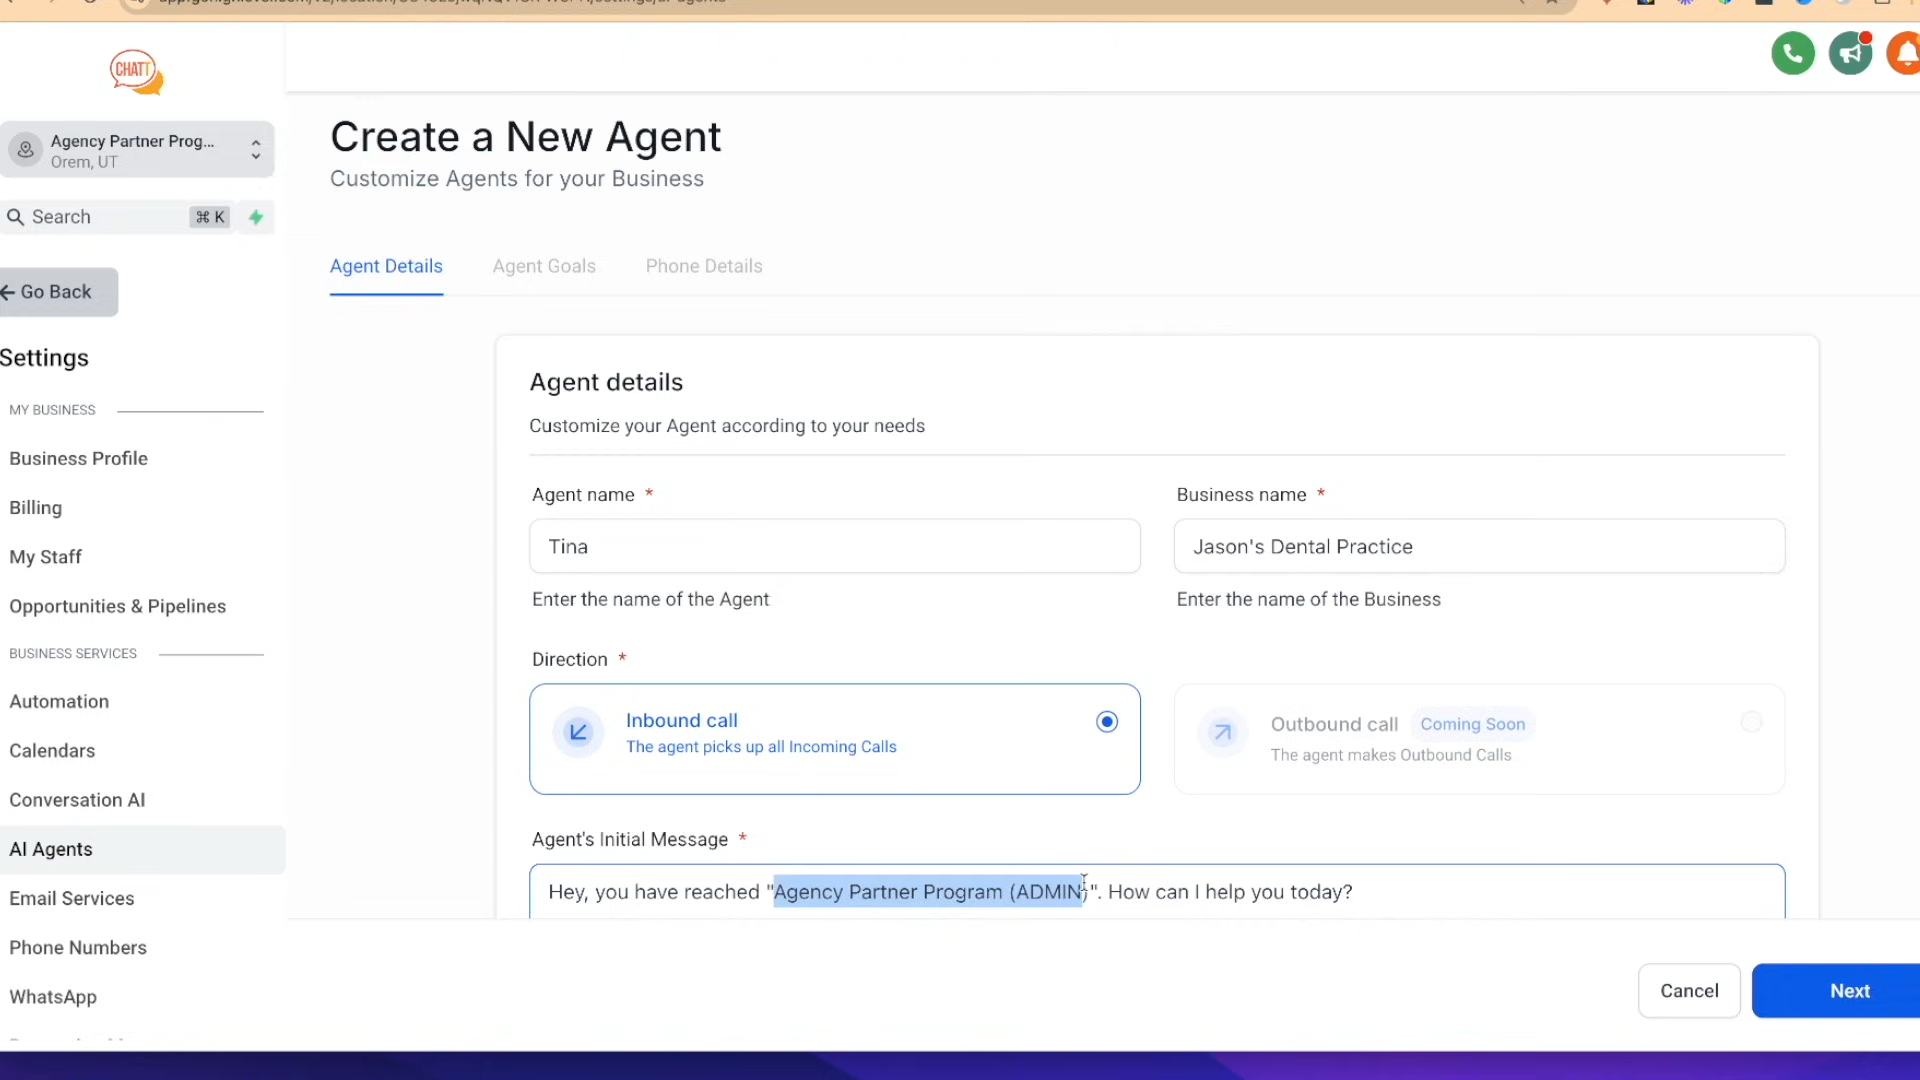 CHATT
Agency Partner Prog...
Orem, UT
Search
⌘ K
← Go Back
Settings
MY BUSINESS
Business Profile
Billing
My Staff
Opportunities & Pipelines
BUSINESS SERVICES
Automation
Calendars
Conversation AI
AI Agents
Email Services
Phone Numbers
WhatsApp
Create a New Agent
Customize Agents for your Business
Agent Details
Agent Goals
Phone Details
Agent details
Customize your Agent according to your needs
Agent name *
Tina
Enter the name of the Agent
Business name *
Jason's Dental Practice
Enter the name of the Business
Direction *
Inbound call
The agent picks up all Incoming Calls
Outbound call Coming Soon
The agent makes Outbound Calls
Agent's Initial Message *
Hey, you have reached "Agency Partner Program (ADMIN)". How can I help you today?
Cancel
Next